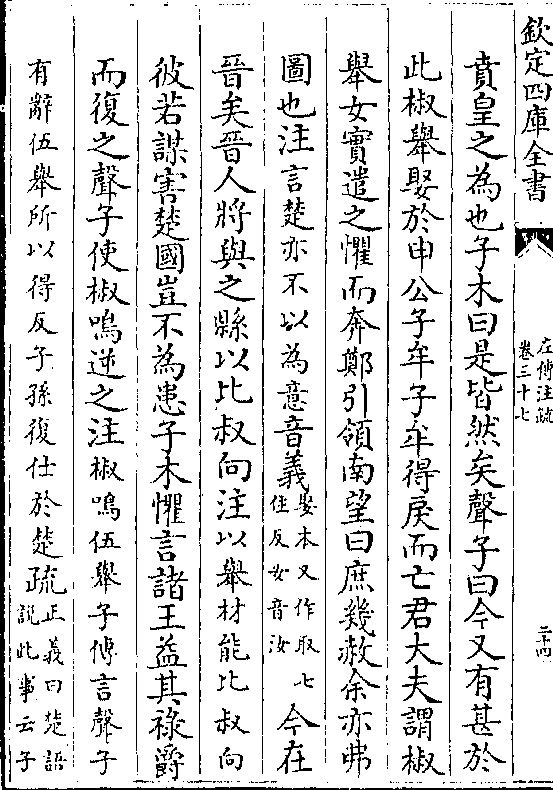 欽定四庫全書
左傳注疏
卷三十七
二十四
賁皇之為也子木曰是皆然矣聲子曰今又有甚於
此椒舉娶於申公子牟子牟得戾而亡君大夫謂椒
舉女實遣之懼而奔鄭引領南望曰庶幾赦余亦弗
圖也注言楚亦不以為意音義娶本又作取七住反女音汝今在
晉矣晉人將與之縣以比叔向注以舉材能比叔向
彼若謀害楚國豈不為患子木懼言諸王益其祿爵
而復之聲子使椒鳴逆之注椒鳴伍舉子傳言聲子
有辭伍舉所以得反子孫復仕於楚疏正義曰楚語說此事云子